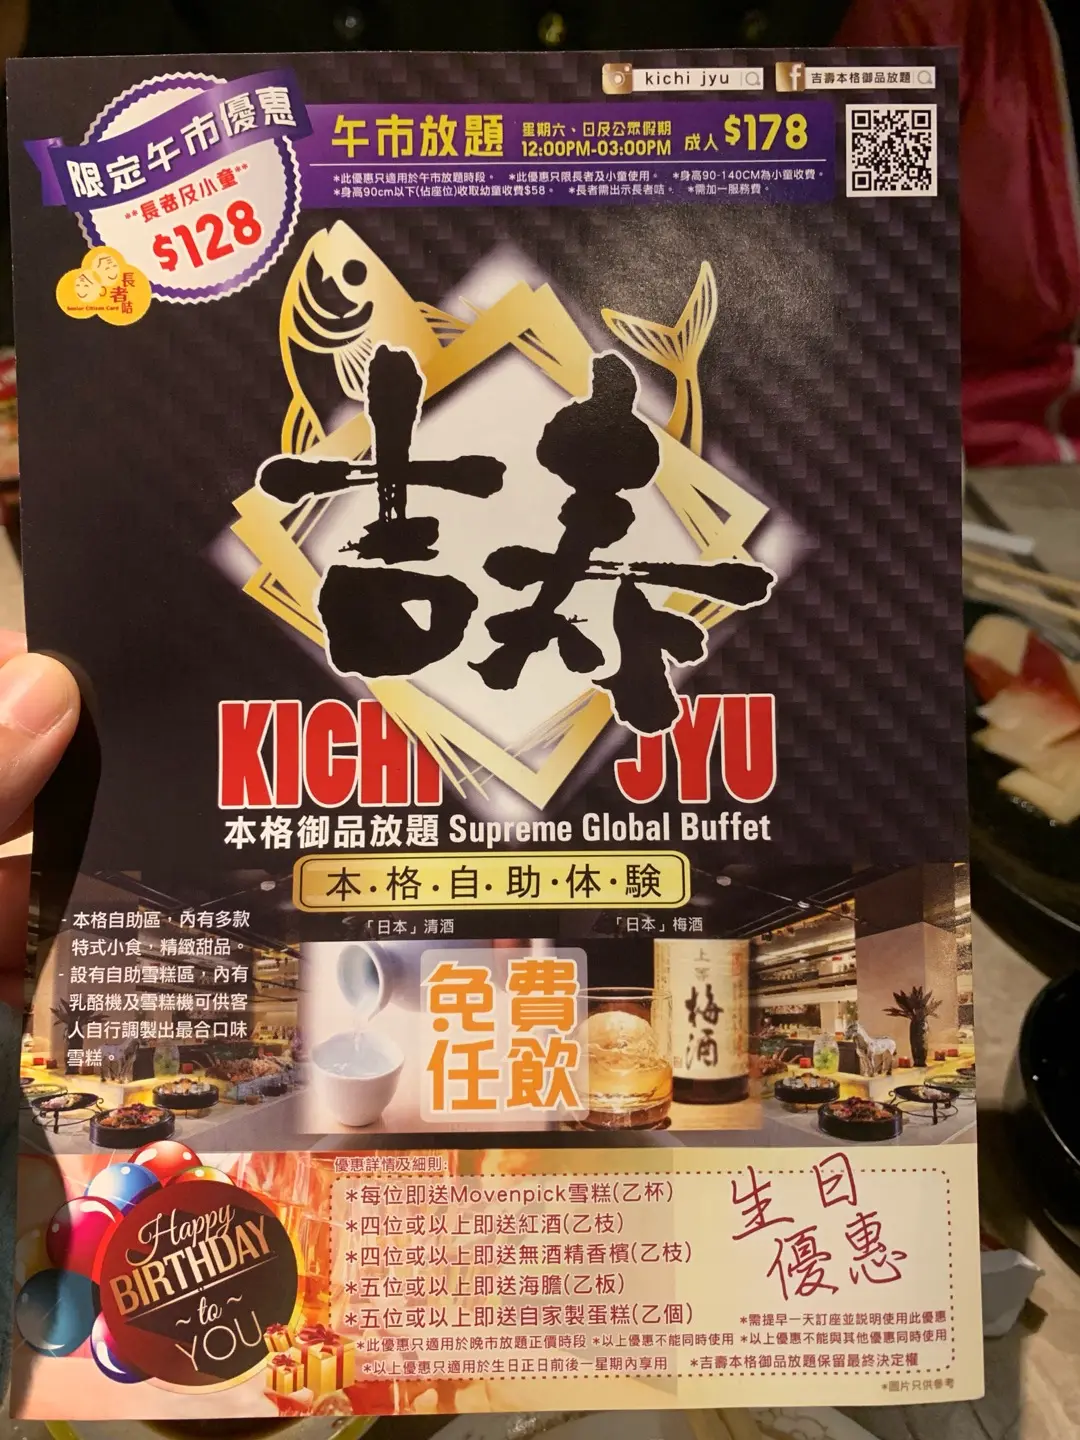 kichi jyu
吉壽本格御品放題
限定午市優惠
**長者及小童**
$128
長者咭
Senior Citizen Card
午市放題 星期六、日及公眾假期 12:00PM-03:00PM 成人 $178
*此優惠只適用於午市放題時段。 *此優惠只限長者及小童使用。 *身高90-140CM為小童收費。
*身高90cm以下(佔座位)收取幼童收費$58。 *長者需出示長者咭。 *需加一服務費。
吉寿
KICHI JYU
本格御品放題 Supreme Global Buffet
本.格.自.助.体.験
- 本格自助區，內有多款
特式小食，精緻甜品。
- 設有自助雪糕區，內有
乳酪機及雪糕機可供客
人自行調製出最合口味
雪糕。
「日本」清酒
「日本」梅酒
免費
任飲
上等
梅酒
Happy
BIRTHDAY
~ to ~
YOU
優惠詳情及細則:
*每位即送Movenpick雪糕(乙杯)
*四位或以上即送紅酒(乙枝)
*四位或以上即送無酒精香檳(乙枝)
*五位或以上即送海膽(乙板)
*五位或以上即送自家製蛋糕(乙個)
生日
優惠
*需提早一天訂座並説明使用此優惠
*此優惠只適用於晚市放題正價時段 *以上優惠不能同時使用 *以上優惠不能與其他優惠同時使用
*以上優惠只適用於生日正日前後一星期內享用 *吉壽本格御品放題保留最終決定權
*圖片只供參考